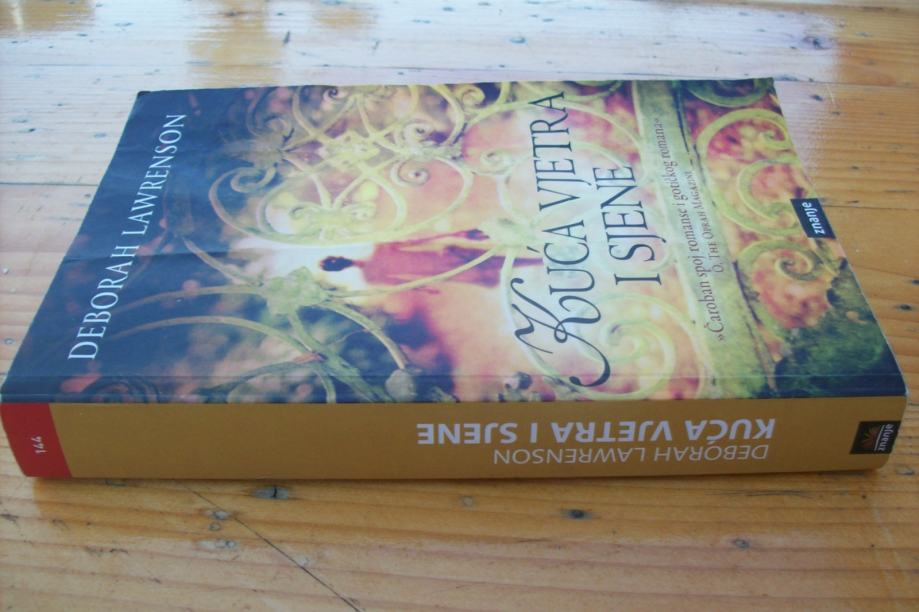 DEBORAH LAWRENSON
KUĆA VJETRA
I SJENE
»Čaroban spoj romanse i gotičkog romana«
O, THE OPRAH MAGAZINE
znanje
DEBORAH LAWRENSON
KUĆA VJETRA I SJENE
144
znanje